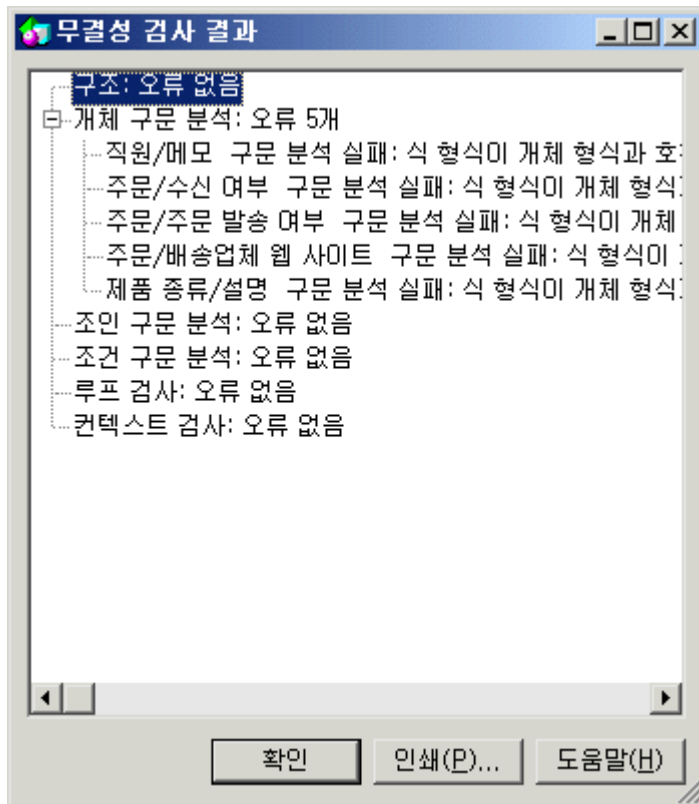 무결성 검사 결과
구조: 오류 없음
개체 구문 분석: 오류 5개
직원/메모 구문 분석 실패: 식 형식이 개체 형식과
주문/수신 여부 구문 분석 실패: 식 형식이 개체 형식
주문/주문 발송 여부 구문 분석 실패: 식 형식이 개체
주문/배송업체 웹 사이트 구문 분석 실패: 식 형식이
제품 종류/설명 구문 분석 실패: 식 형식이 개체 형식
조인 구문 분석: 오류 없음
조건 구문 분석: 오류 없음
루프 검사: 오류 없음
컨텍스트 검사: 오류 없음
확인 인쇄(P)... 도움말(H)